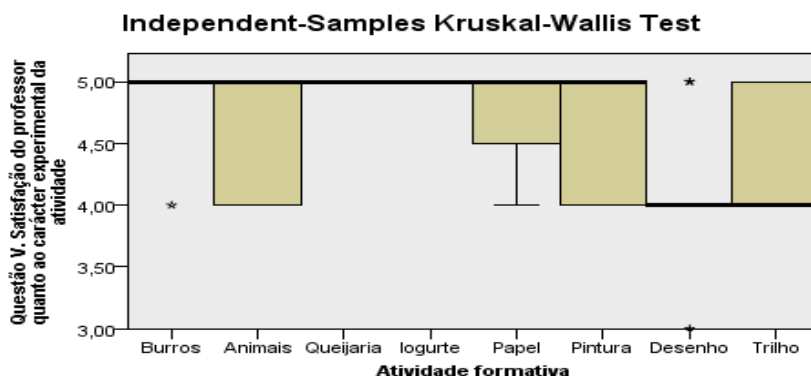 Independent-Samples Kruskal-Wallis Test
Questão V. Satisfação do professor
quanto ao carácter experimental da
atividade
5,00
4,50
4,00
3,50
3,00
Burros Animais Queijaria Iogurte Papel Pintura Desenho Trilho
Atividade formativa